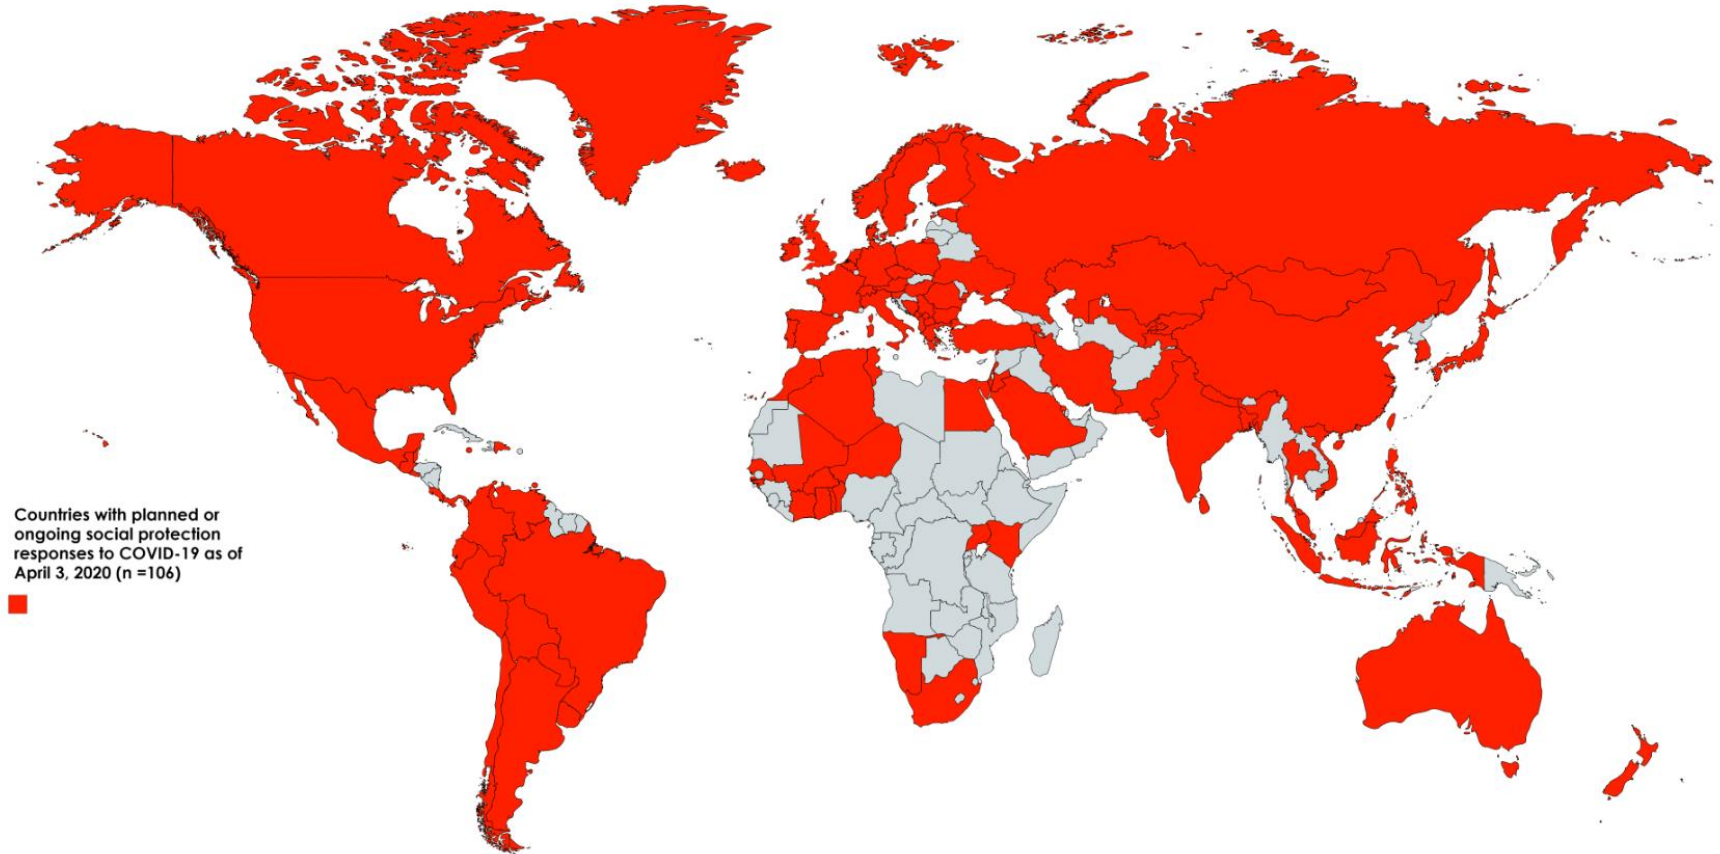 Countries with planned or
ongoing social protection
responses to COVID-19 as of
April 3, 2020 (n =106)